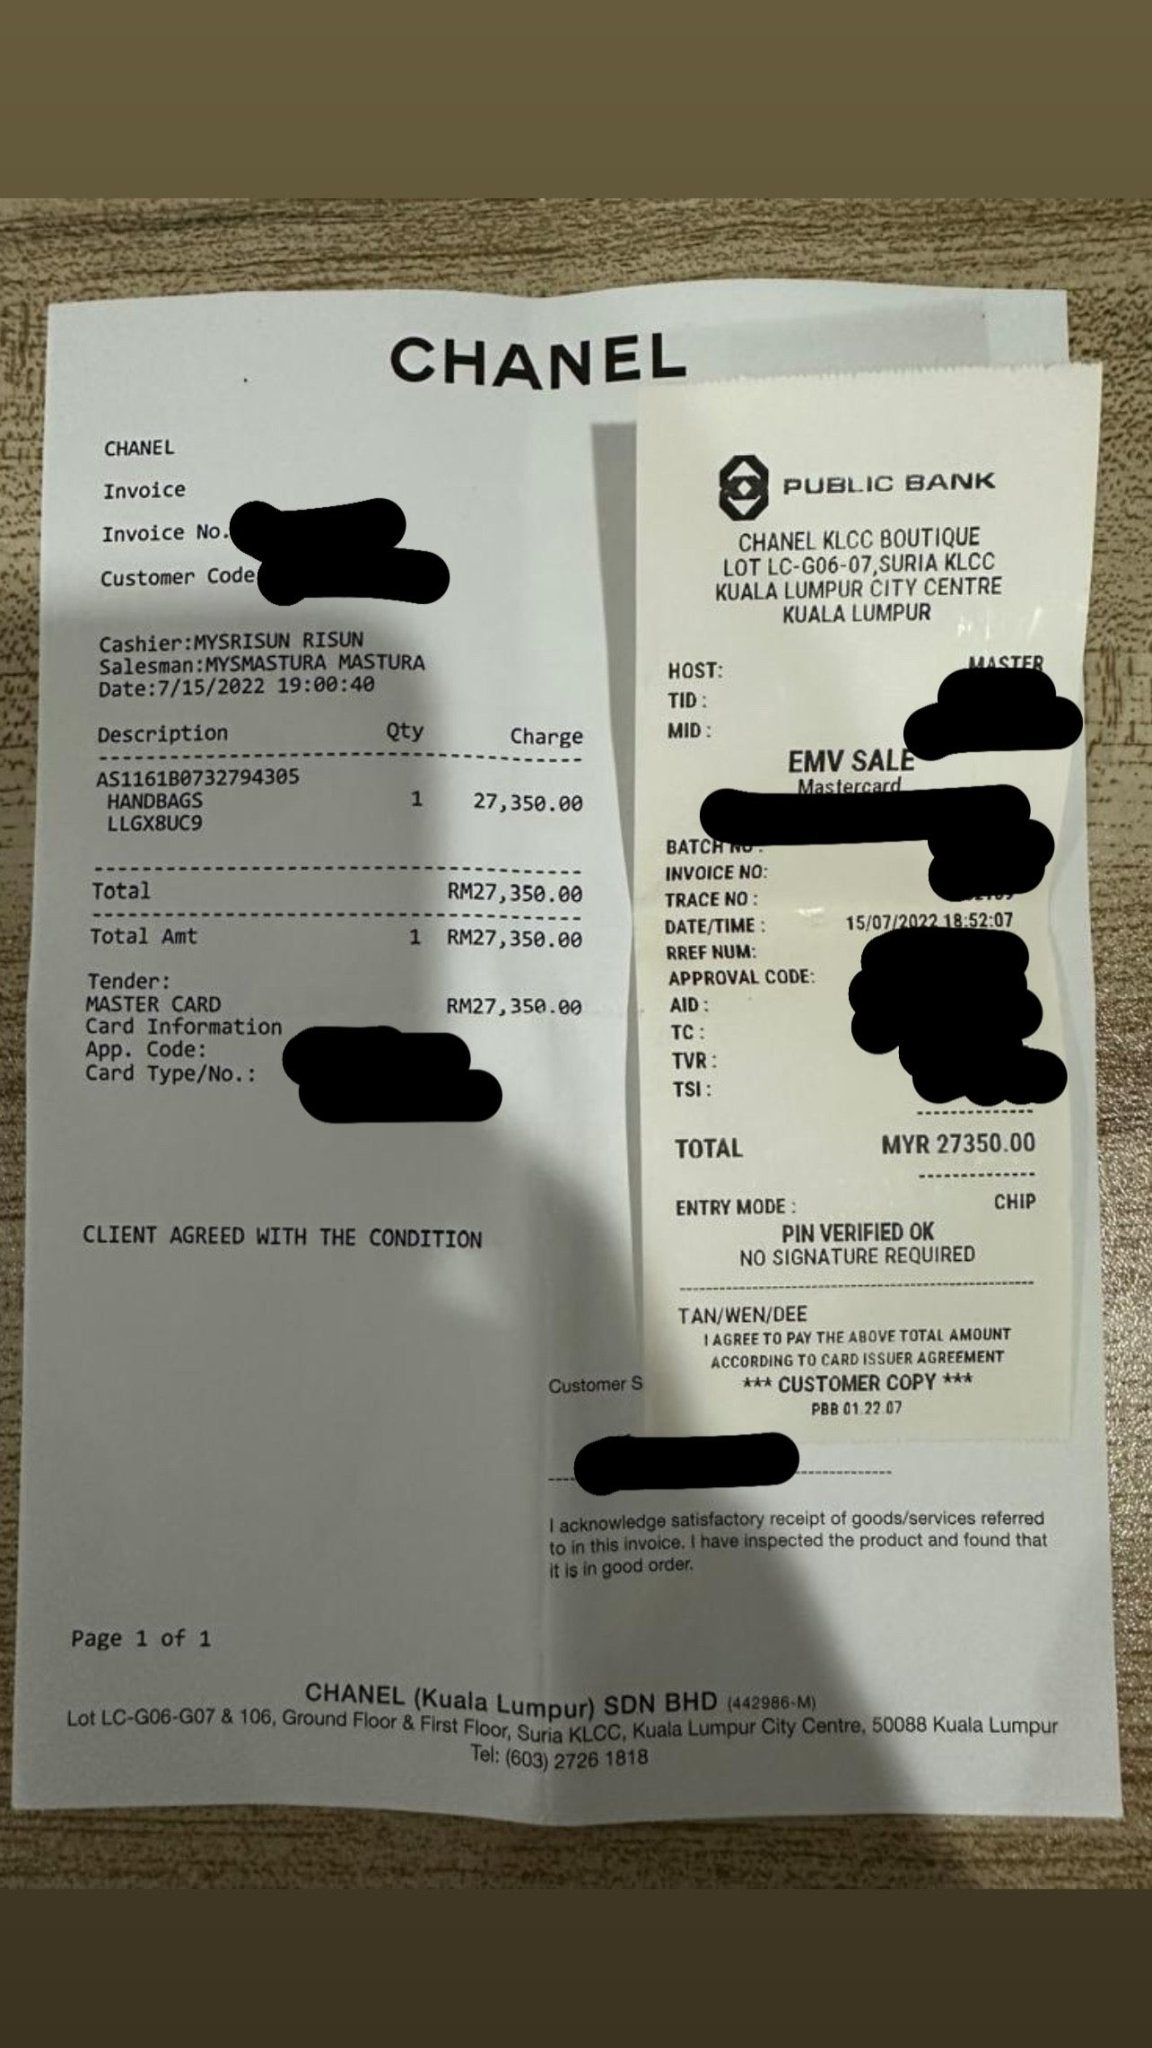 CHANEL
CHANEL
Invoice
Invoice No.
Customer Code
Cashier:MYSRISUN RISUN
Salesman:MYSMASTURA MASTURA
Date:7/15/2022 19:00:40
Description Qty Charge
AS1161B0732794305
HANDBAGS 1 27,350.00
LLGX8UC9
Total RM27,350.00
Total Amt 1 RM27,350.00
Tender:
MASTER CARD RM27,350.00
Card Information
App. Code:
Card Type/No.:
CLIENT AGREED WITH THE CONDITION
PUBLIC BANK
CHANEL KLCC BOUTIQUE
LOT LC-G06-07,SURIA KLCC
KUALA LUMPUR CITY CENTRE
KUALA LUMPUR
HOST: MASTER
TID :
MID :
EMV SALE
Mastercard
BATCH NO :
INVOICE NO:
TRACE NO :
DATE/TIME : 15/07/2022 18:52:07
RREF NUM:
APPROVAL CODE:
AID :
TC :
TVR :
TSI :
TOTAL MYR 27350.00
ENTRY MODE : CHIP
PIN VERIFIED OK
NO SIGNATURE REQUIRED
TAN/WEN/DEE
I AGREE TO PAY THE ABOVE TOTAL AMOUNT
ACCORDING TO CARD ISSUER AGREEMENT
*** CUSTOMER COPY ***
PBB 01.22.07
Customer S
I acknowledge satisfactory receipt of goods/services referred
to in this invoice. I have inspected the product and found that
it is in good order.
Page 1 of 1
CHANEL (Kuala Lumpur) SDN BHD (442986-M)
Lot LC-G06-G07 & 106, Ground Floor & First Floor, Suria KLCC, Kuala Lumpur City Centre, 50088 Kuala Lumpur
Tel: (603) 2726 1818